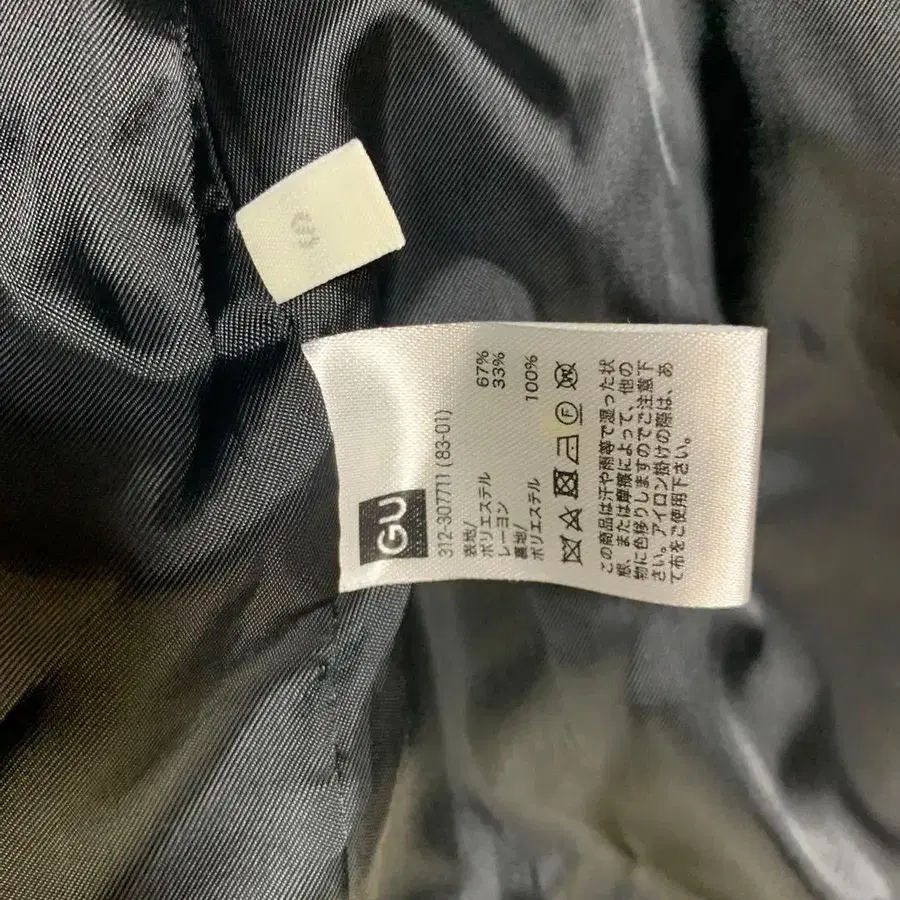 GU
312-307711 (83-01)
表地/
ポリエステル 67%
レーヨン 33%
裏地/
ポリエステル 100%
F
この商品は汗や雨等で湿った状
態、または摩擦によって、他の
物に色移りしますのでご注意下
さい。アイロン掛けの際は、あ
て布をご使用下さい。